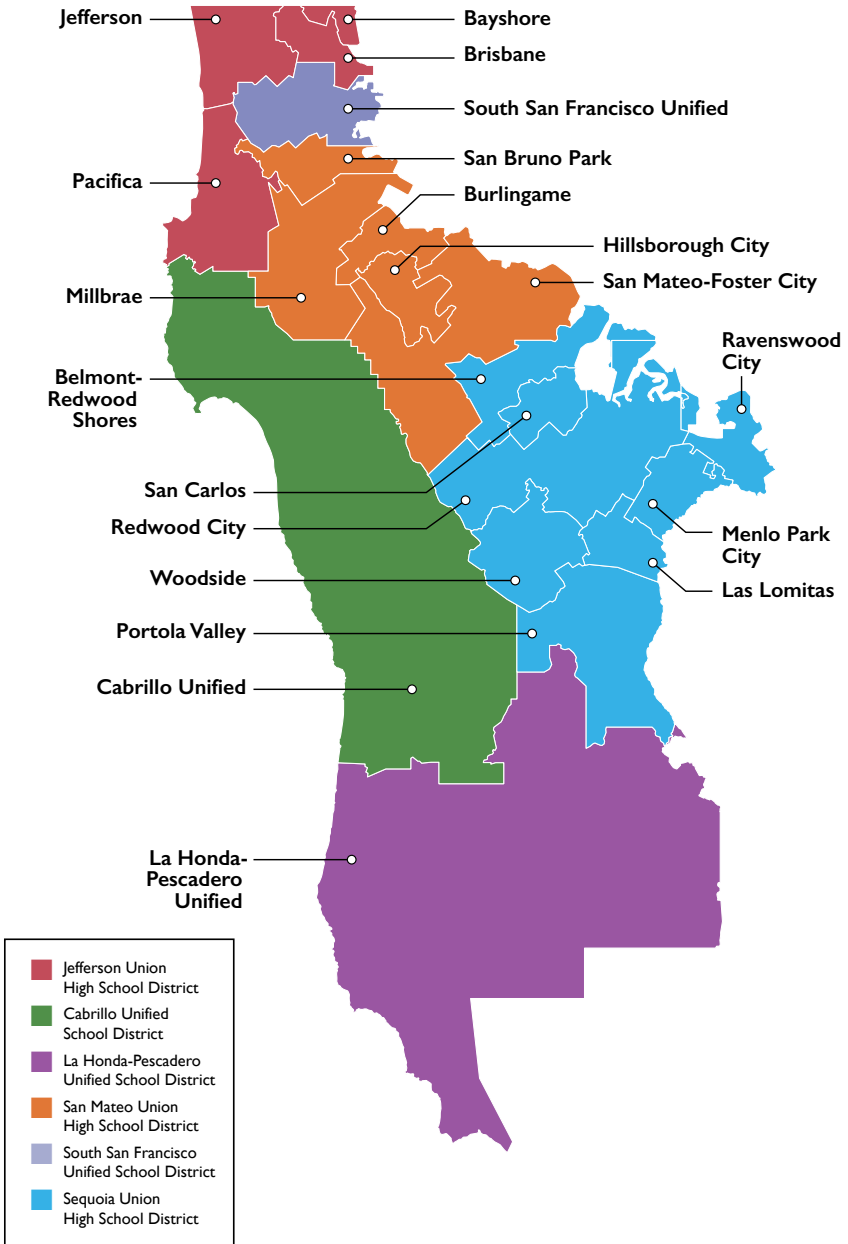 Jefferson
Bayshore
Brisbane
South San Francisco Unified
San Bruno Park
Pacifica
Burlingame
Hillsborough City
San Mateo-Foster City
Millbrae
Ravenswood
City
Belmont-
Redwood
Shores
San Carlos
Redwood City
Menlo Park
City
Woodside
Las Lomitas
Portola Valley
Cabrillo Unified
La Honda-
Pescadero
Unified
Jefferson Union
High School District
Cabrillo Unified
School District
La Honda-Pescadero
Unified School District
San Mateo Union
High School District
South San Francisco
Unified School District
Sequoia Union
High School District